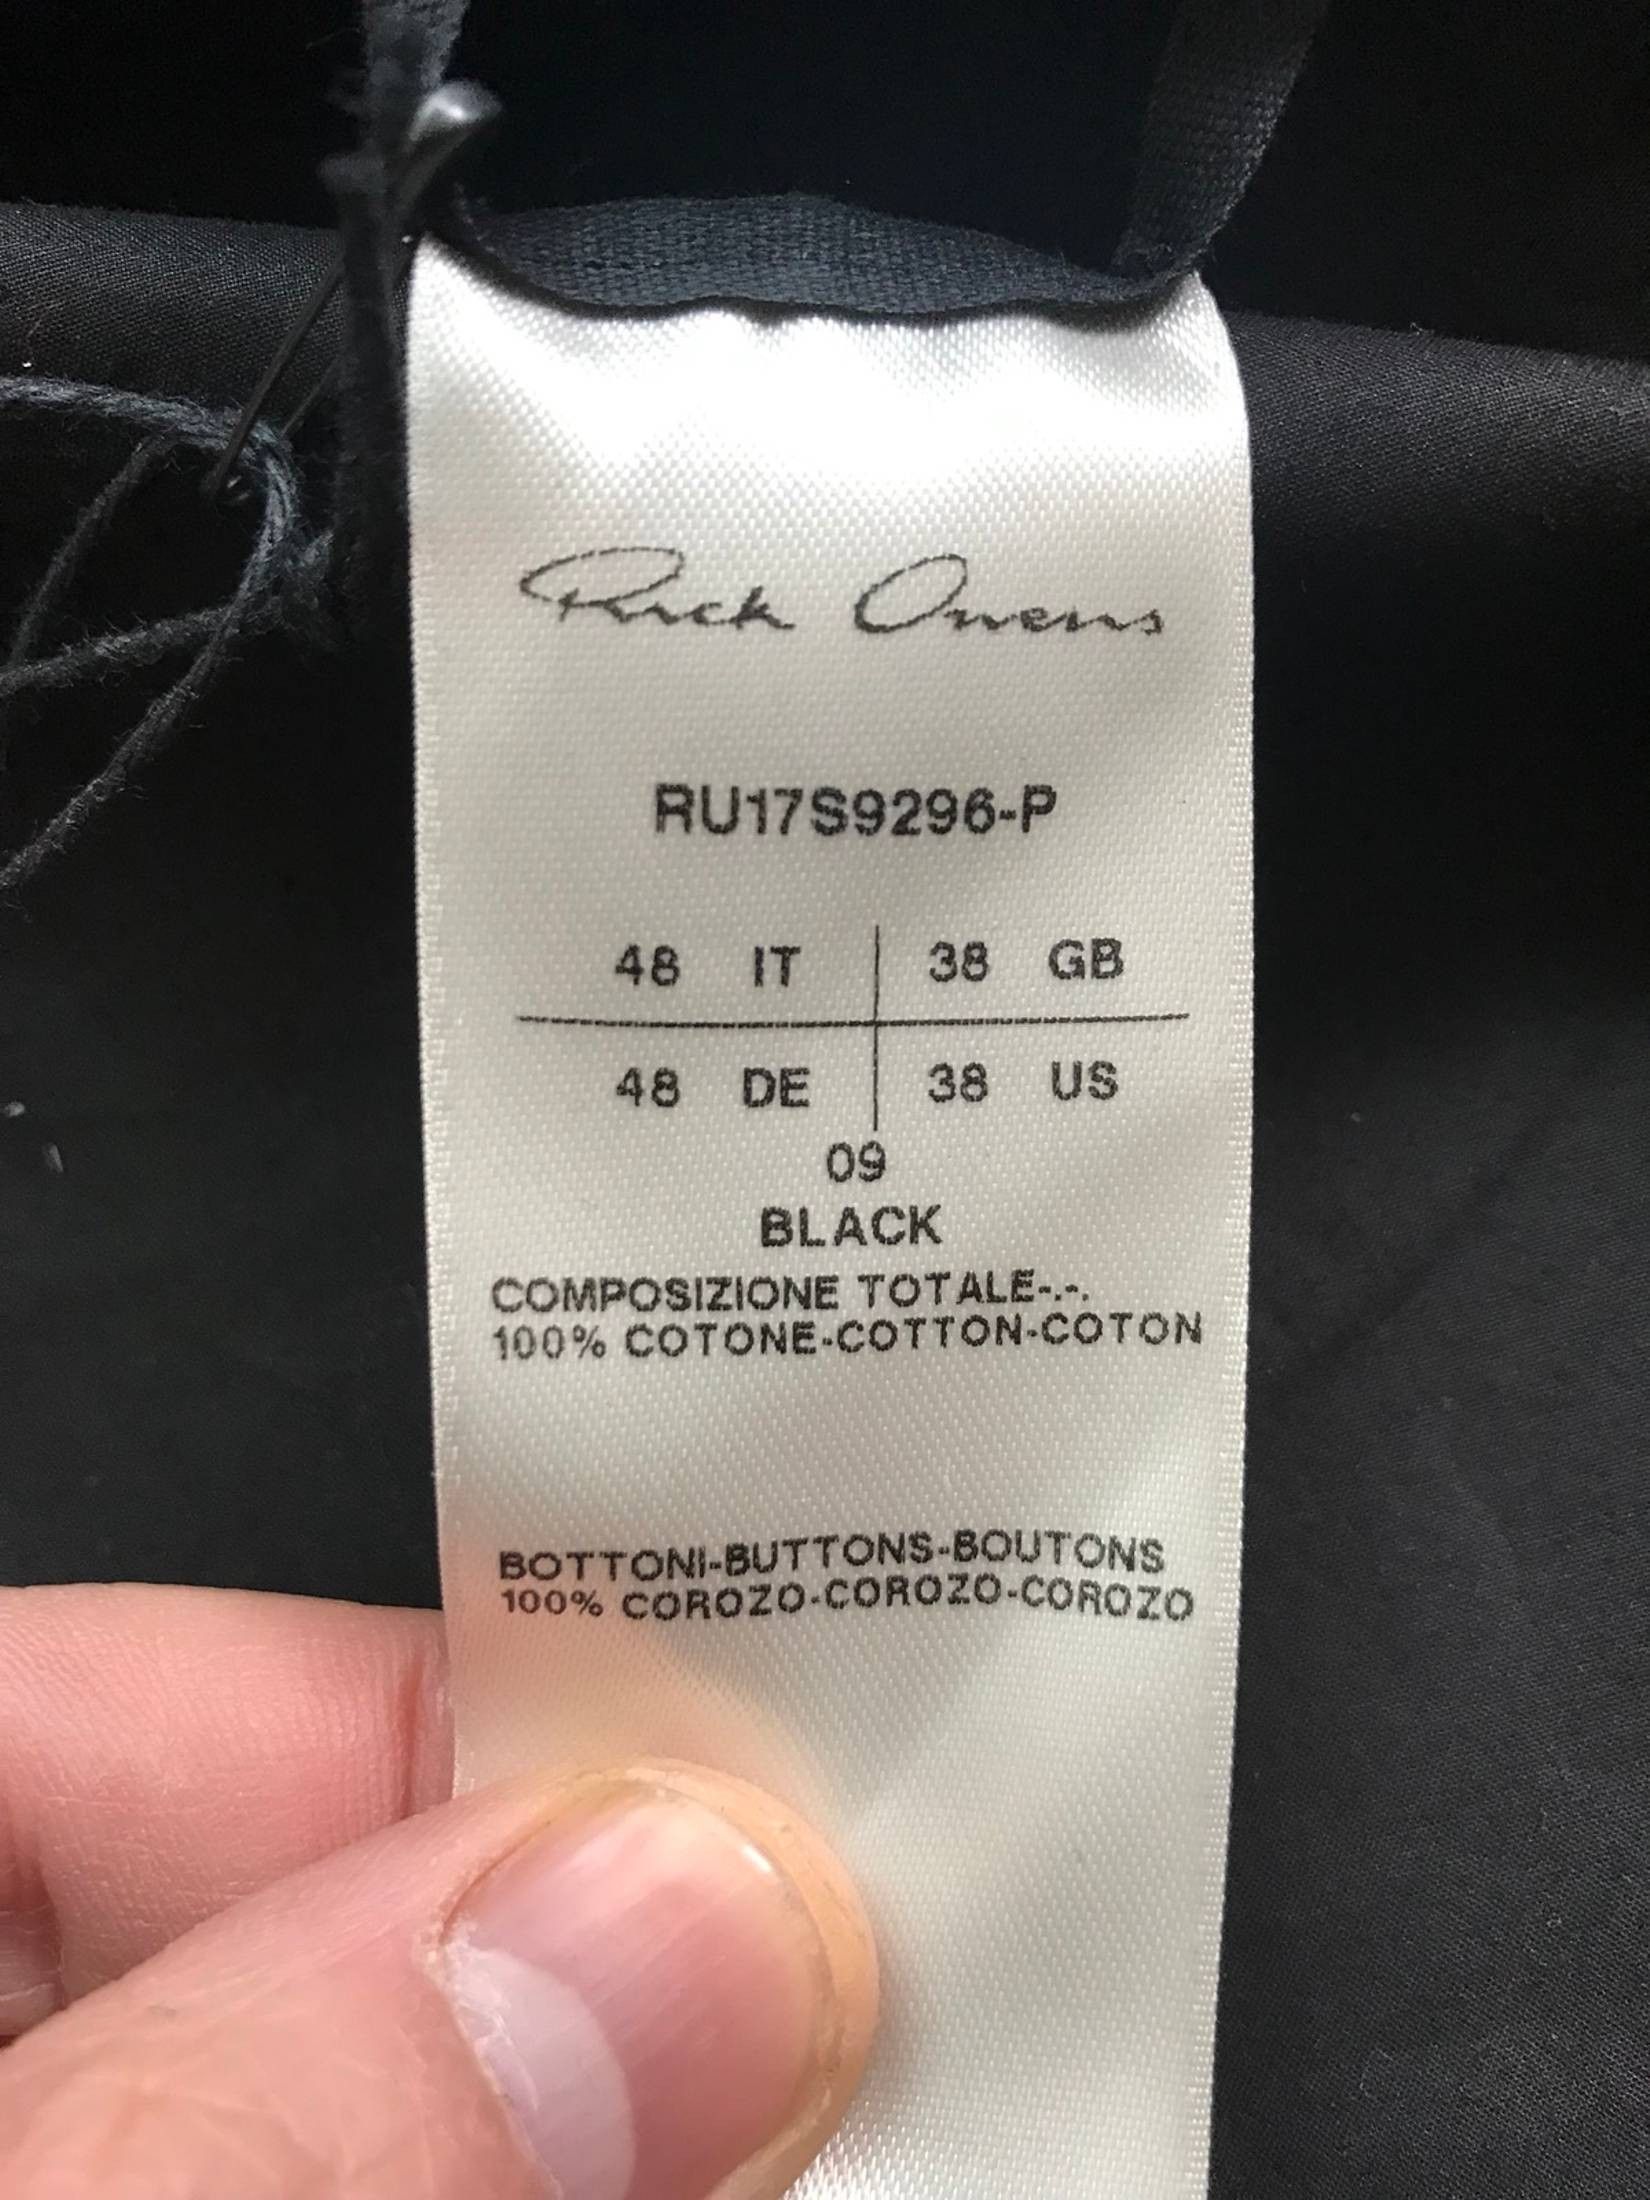 Rick Owens
RU17S9296-P
48 IT 38 GB
48 DE 38 US
09
BLACK
COMPOSIZIONE TOTALE-.-.
100% COTONE-COTTON-COTON
BOTTONI-BUTTONS-BOUTONS
100% COROZO-COROZO-COROZO